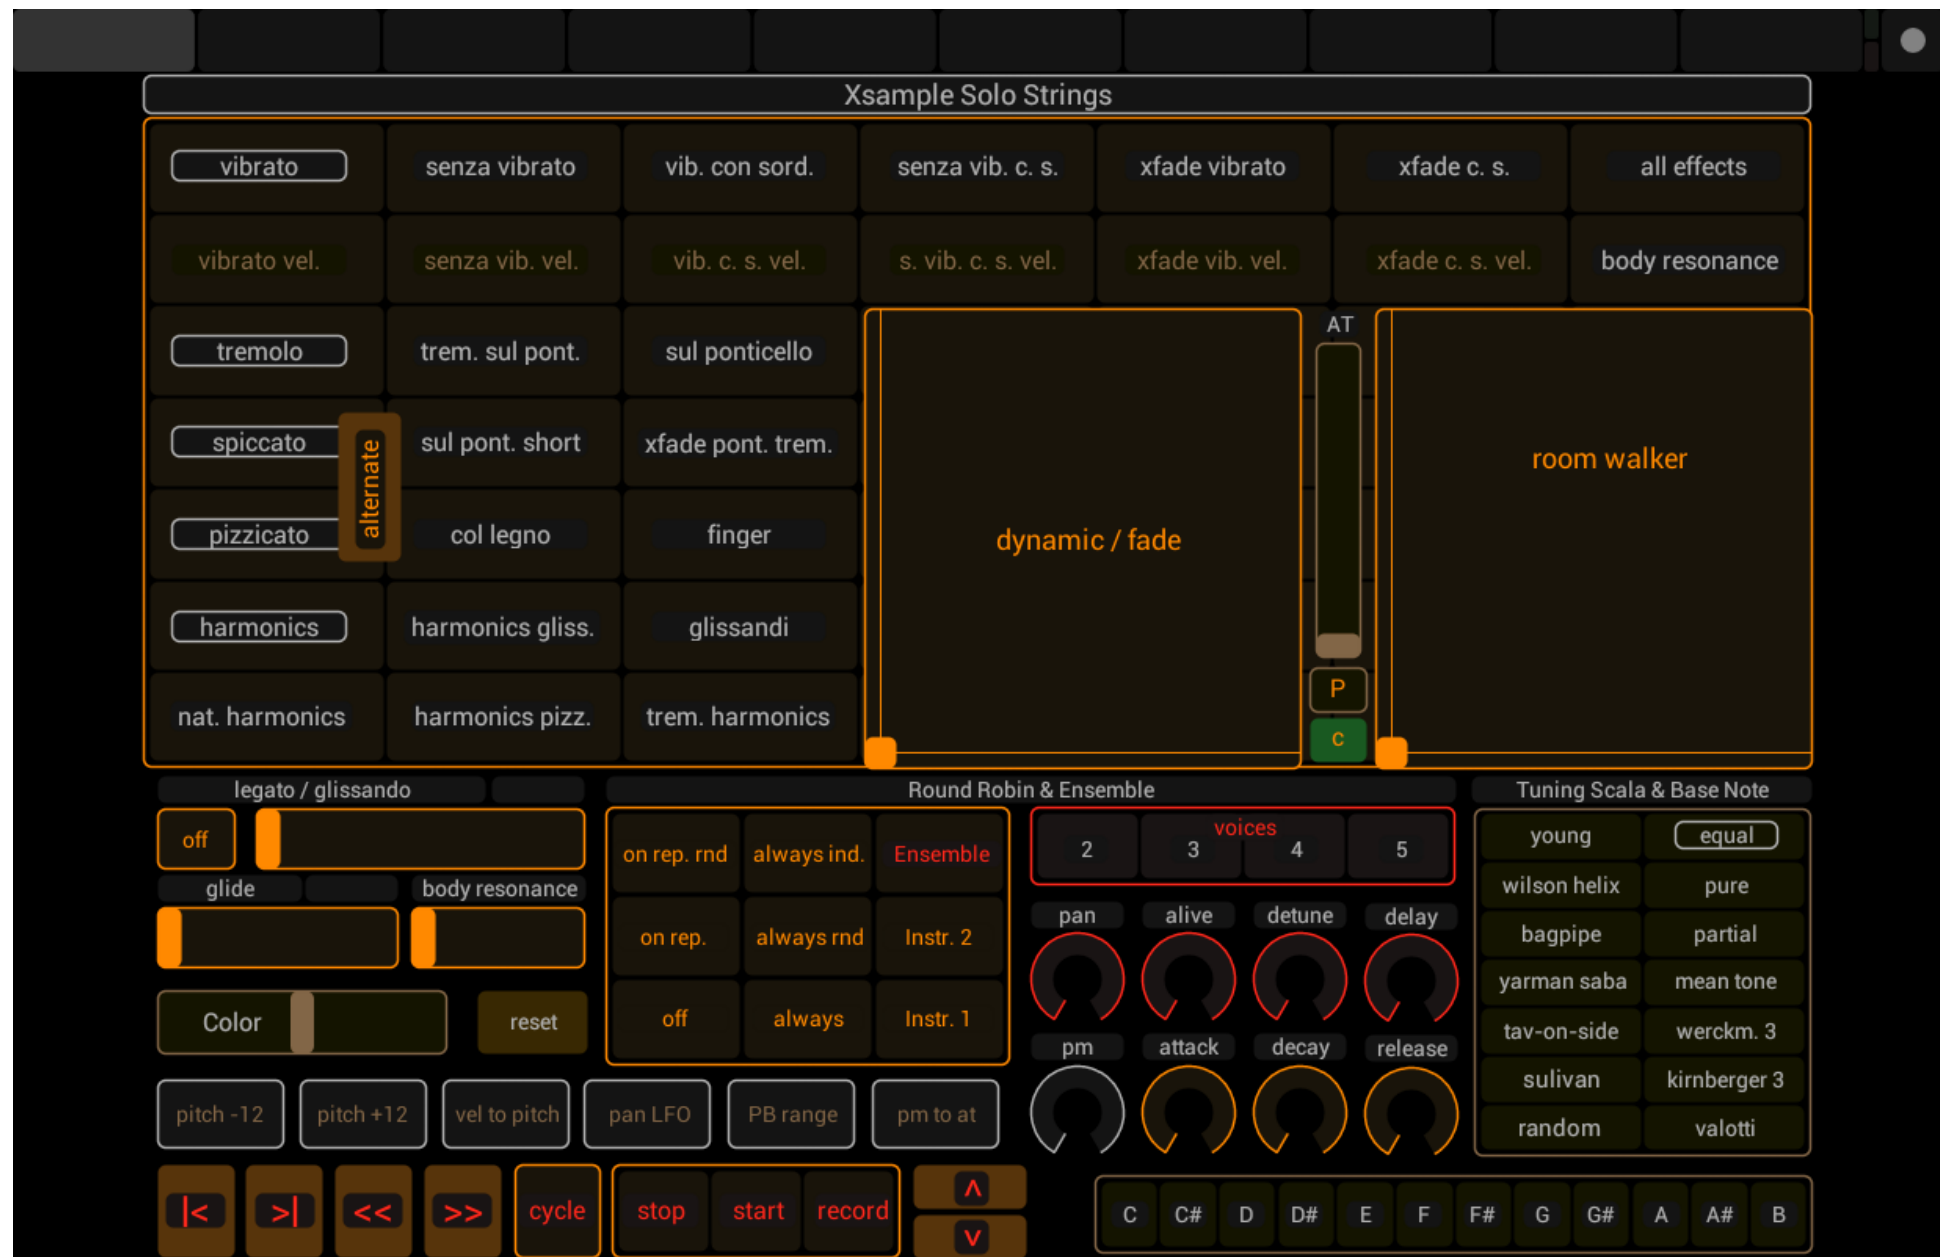 Xsample Solo Strings
vibrato senza vibrato vib. con sord. senza vib. c. s. xfade vibrato xfade c. s. all effects
vibrato vel. senza vib. vel. vib. c. s. vel. s. vib. c. s. vel. xfade vib. vel. xfade c. s. vel. body resonance
tremolo trem. sul pont. sul ponticello
spiccato sul pont. short xfade pont. trem.
alternate
pizzicato col legno finger
harmonics harmonics gliss. glissandi
nat. harmonics harmonics pizz. trem. harmonics
dynamic / fade
AT
P
c
room walker
legato / glissando
off
glide body resonance
Color reset
Round Robin & Ensemble
on rep. rnd always ind. Ensemble
on rep. always rnd Instr. 2
off always Instr. 1
voices
2 3 4 5
pan alive detune delay
pm attack decay release
Tuning Scala & Base Note
young equal
wilson helix pure
bagpipe partial
yarman saba mean tone
tav-on-side werckm. 3
sulivan kirnberger 3
random valotti
pitch -12 pitch +12 vel to pitch pan LFO PB range pm to at
|< >| << >> cycle stop start record
^
v
C C# D D# E F F# G G# A A# B